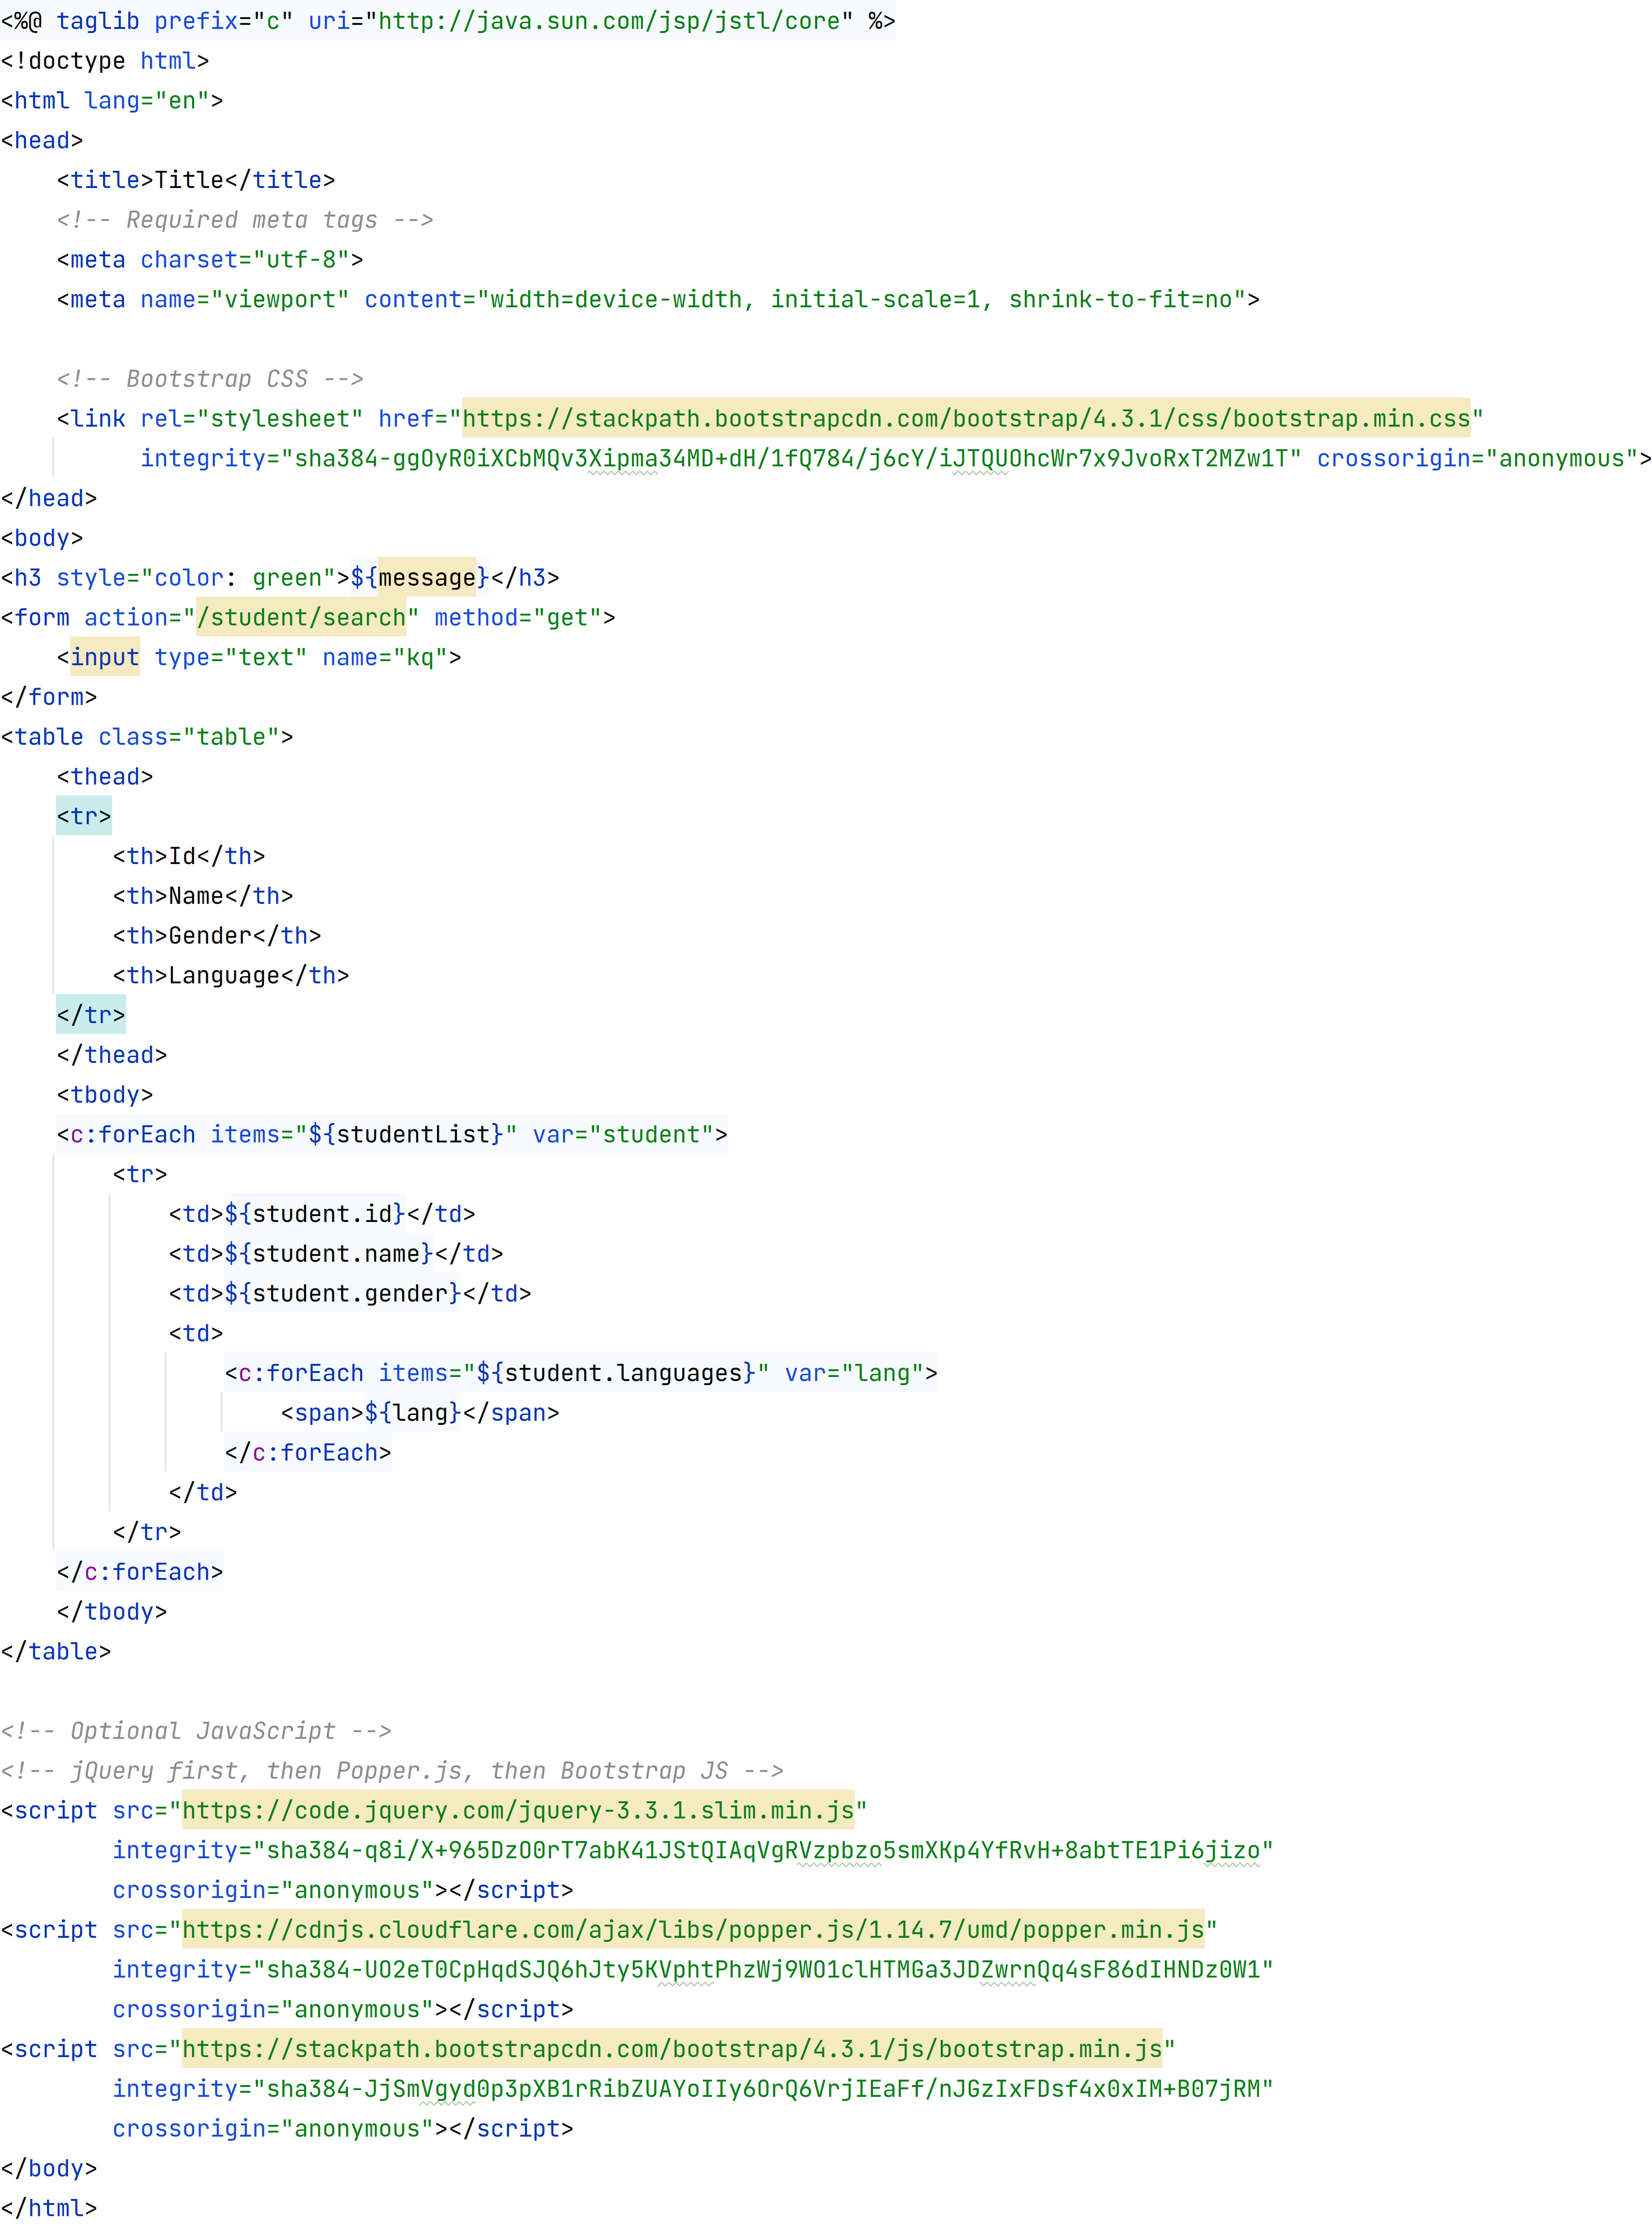 <%@ taglib prefix="c" uri="http://java.sun.com/jsp/jstl/core" %>
<!doctype html>
<html lang="en">
<head>
    <title>Title</title>
    <!-- Required meta tags -->
    <meta charset="utf-8">
    <meta name="viewport" content="width=device-width, initial-scale=1, shrink-to-fit=no">

    <!-- Bootstrap CSS -->
    <link rel="stylesheet" href="https://stackpath.bootstrapcdn.com/bootstrap/4.3.1/css/bootstrap.min.css"
          integrity="sha384-ggOyR0iXCbMQv3Xipma34MD+dH/1fQ784/j6cY/iJTQUOhcWr7x9JvoRxT2MZw1T" crossorigin="anonymous">
</head>
<body>
<h3 style="color: green">${message}</h3>
<form action="/student/search" method="get">
    <input type="text" name="kq">
</form>
<table class="table">
    <thead>
    <tr>
        <th>Id</th>
        <th>Name</th>
        <th>Gender</th>
        <th>Language</th>
    </tr>
    </thead>
    <tbody>
    <c:forEach items="${studentList}" var="student">
        <tr>
            <td>${student.id}</td>
            <td>${student.name}</td>
            <td>${student.gender}</td>
            <td>
                <c:forEach items="${student.languages}" var="lang">
                    <span>${lang}</span>
                </c:forEach>
            </td>
        </tr>
    </c:forEach>
    </tbody>
</table>

<!-- Optional JavaScript -->
<!-- jQuery first, then Popper.js, then Bootstrap JS -->
<script src="https://code.jquery.com/jquery-3.3.1.slim.min.js"
        integrity="sha384-q8i/X+965DzO0rT7abK41JStQIAqVgRVzpbzo5smXKp4YfRvH+8abtTE1Pi6jizo"
        crossorigin="anonymous"></script>
<script src="https://cdnjs.cloudflare.com/ajax/libs/popper.js/1.14.7/umd/popper.min.js"
        integrity="sha384-UO2eT0CpHqdSJQ6hJty5KVphtPhzWj9WO1clHTMGa3JDZwrnQq4sF86dIHNDz0W1"
        crossorigin="anonymous"></script>
<script src="https://stackpath.bootstrapcdn.com/bootstrap/4.3.1/js/bootstrap.min.js"
        integrity="sha384-JjSmVgyd0p3pXB1rRibZUAYoIIy6OrQ6VrjIEaFf/nJGzIxFDsf4x0xIM+B07jRM"
        crossorigin="anonymous"></script>
</body>
</html>